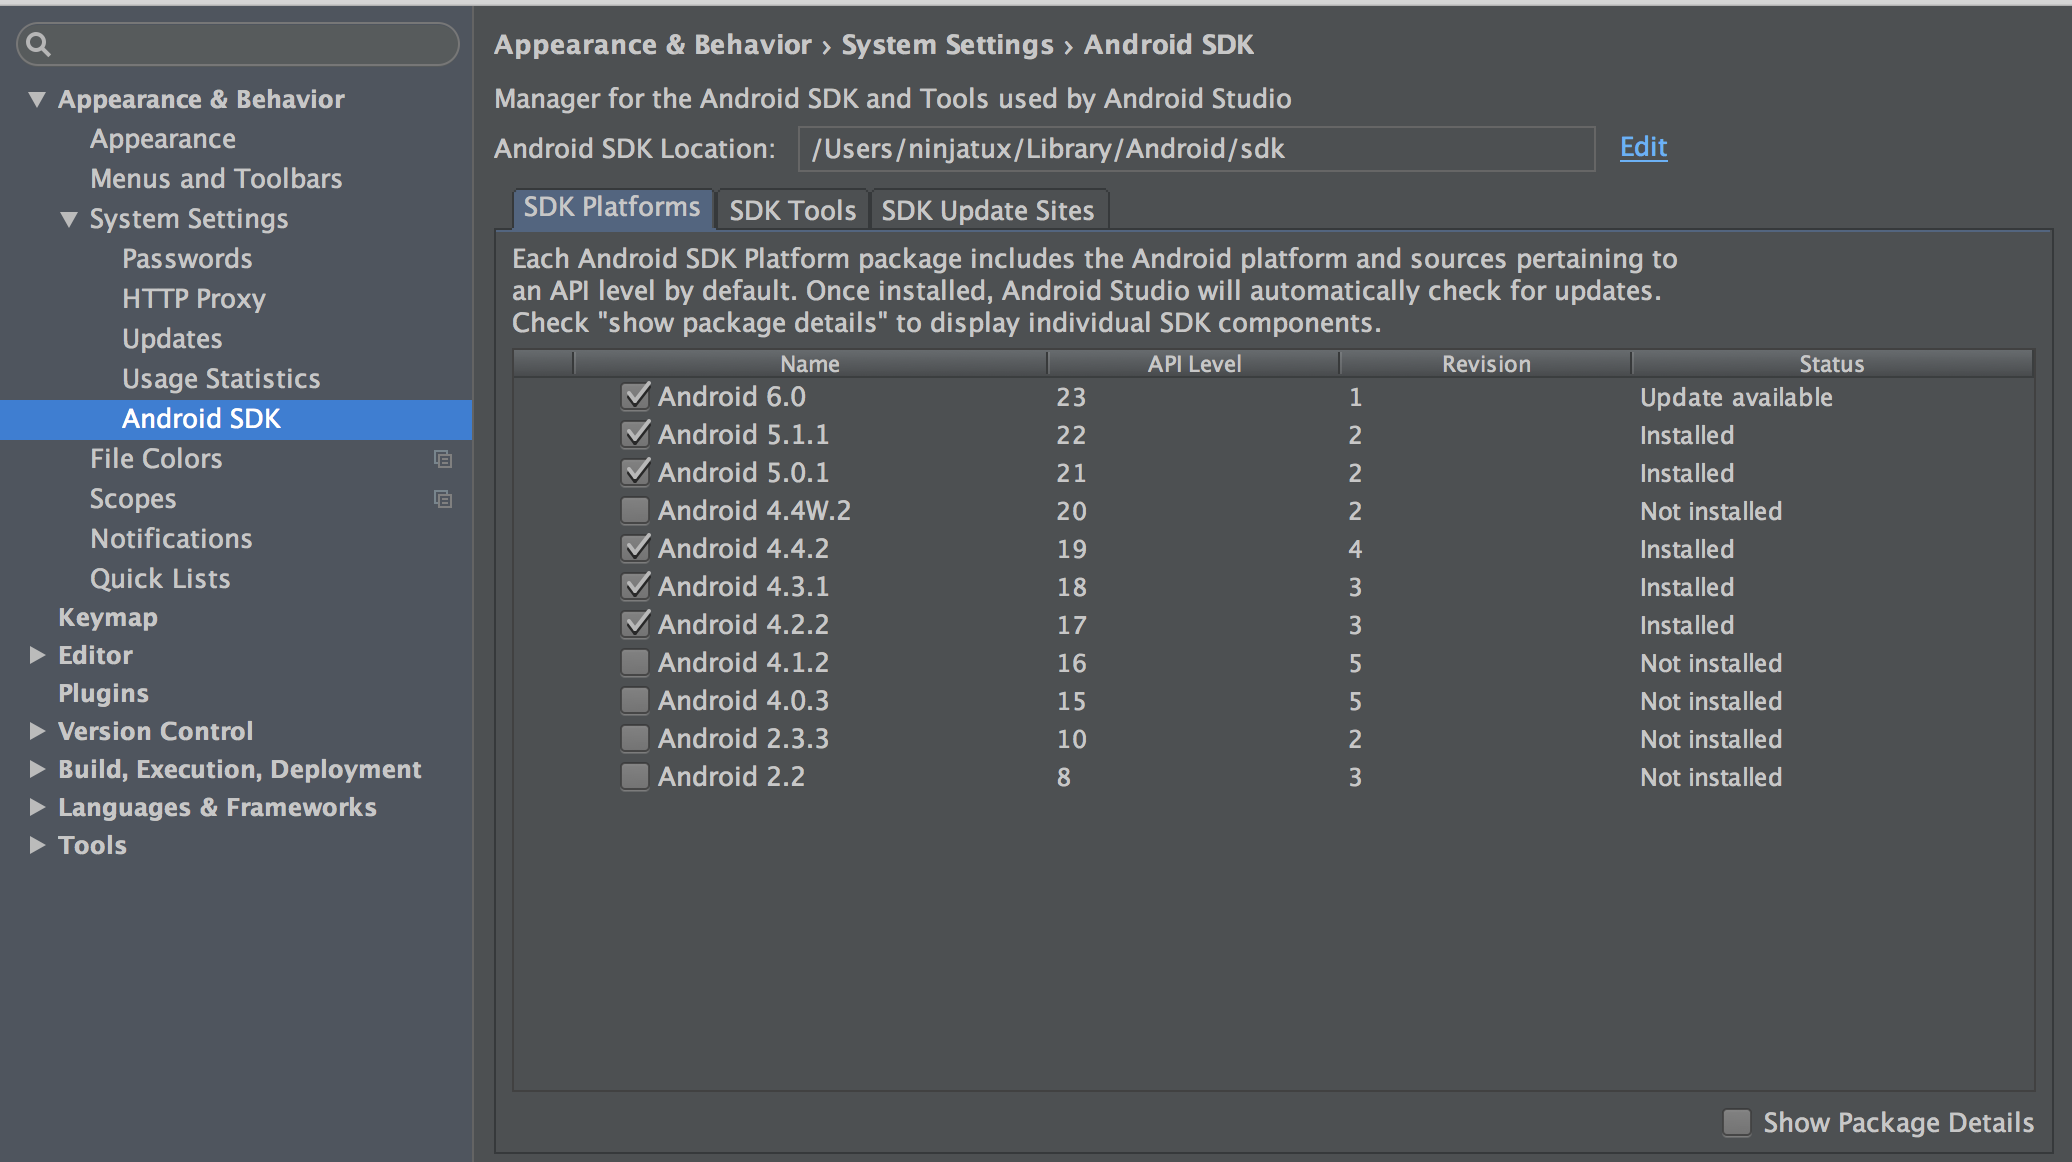 Appearance & Behavior
Appearance
Menus and Toolbars
System Settings
Passwords
HTTP Proxy
Updates
Usage Statistics
Android SDK
File Colors
Scopes
Notifications
Quick Lists
Keymap
Editor
Plugins
Version Control
Build, Execution, Deployment
Languages & Frameworks
Tools
Appearance & Behavior › System Settings › Android SDK
Manager for the Android SDK and Tools used by Android Studio
Android SDK Location: /Users/ninjatux/Library/Android/sdk Edit
SDK Platforms SDK Tools SDK Update Sites
Each Android SDK Platform package includes the Android platform and sources pertaining to
an API level by default. Once installed, Android Studio will automatically check for updates.
Check "show package details" to display individual SDK components.
Name API Level Revision Status
Android 6.0 23 1 Update available
Android 5.1.1 22 2 Installed
Android 5.0.1 21 2 Installed
Android 4.4W.2 20 2 Not installed
Android 4.4.2 19 4 Installed
Android 4.3.1 18 3 Installed
Android 4.2.2 17 3 Installed
Android 4.1.2 16 5 Not installed
Android 4.0.3 15 5 Not installed
Android 2.3.3 10 2 Not installed
Android 2.2 8 3 Not installed
Show Package Details